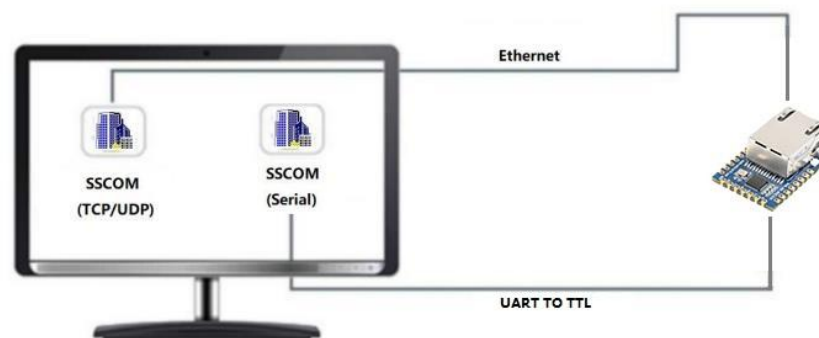 Ethernet
SSCOM
(TCP/UDP)
SSCOM
(Serial)
UART TO TTL